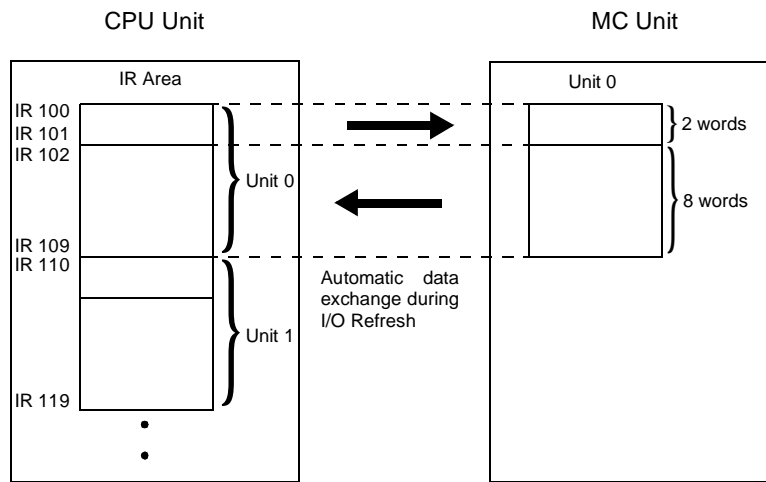 CPU Unit
MC Unit
IR Area
Unit 0
IR 100
IR 101
IR 102
2 words
Unit 0
8 words
IR 109
IR 110
Automatic data
exchange during
I/O Refresh
Unit 1
IR 119